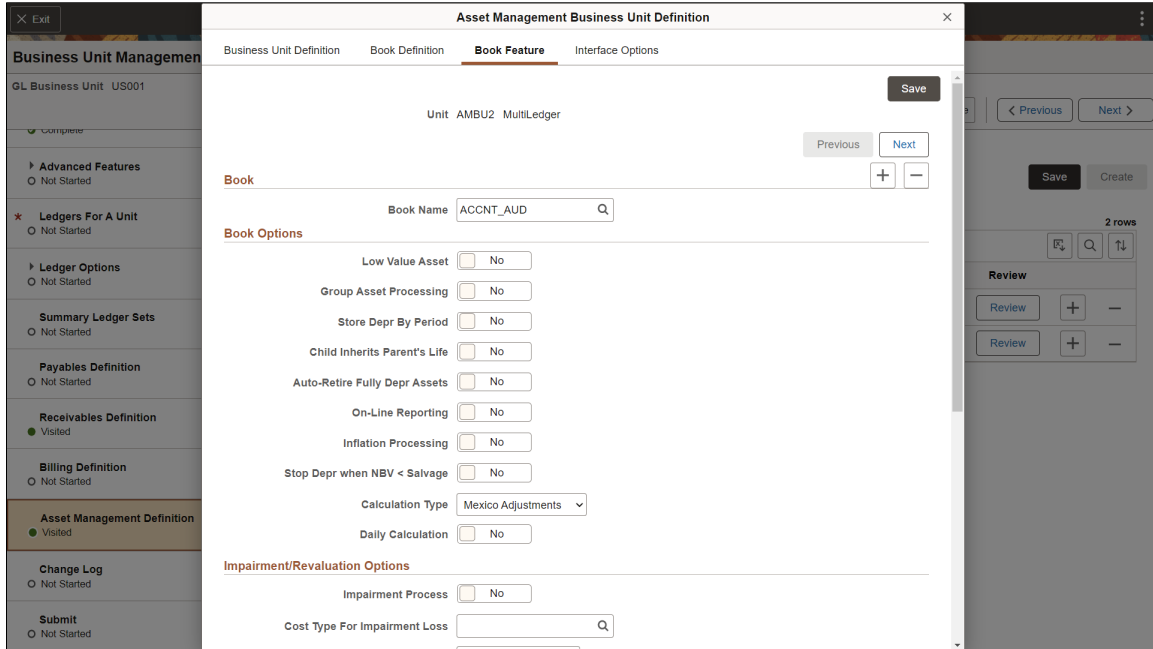 Exit
Business Unit Managemen
GL Business Unit US001
Complete
Advanced Features
Not Started
* Ledgers For A Unit
Not Started
Ledger Options
Not Started
Summary Ledger Sets
Not Started
Payables Definition
Not Started
Receivables Definition
Visited
Billing Definition
Not Started
Asset Management Definition
Visited
Change Log
Not Started
Submit
Not Started
Asset Management Business Unit Definition
Business Unit Definition Book Definition Book Feature Interface Options
Save
Unit AMBU2 MultiLedger
Previous Next
Book
Book Name ACCNT_AUD
Book Options
Low Value Asset No
Group Asset Processing No
Store Depr By Period No
Child Inherits Parent's Life No
Auto-Retire Fully Depr Assets No
On-Line Reporting No
Inflation Processing No
Stop Depr when NBV < Salvage No
Calculation Type Mexico Adjustments
Daily Calculation No
Impairment/Revaluation Options
Impairment Process No
Cost Type For Impairment Loss
Previous Next
Save Create
2 rows
Review
Review
Review